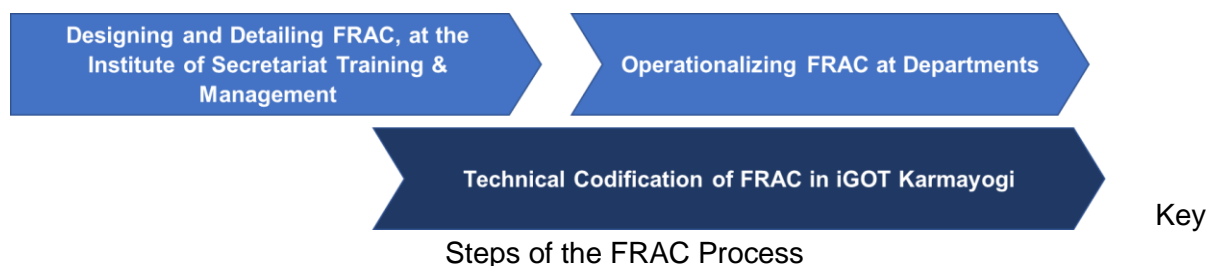 Designing and Detailing FRAC, at the
Institute of Secretariat Training &
Management
Operationalizing FRAC at Departments
Technical Codification of FRAC in iGOT Karmayogi
Key
Steps of the FRAC Process